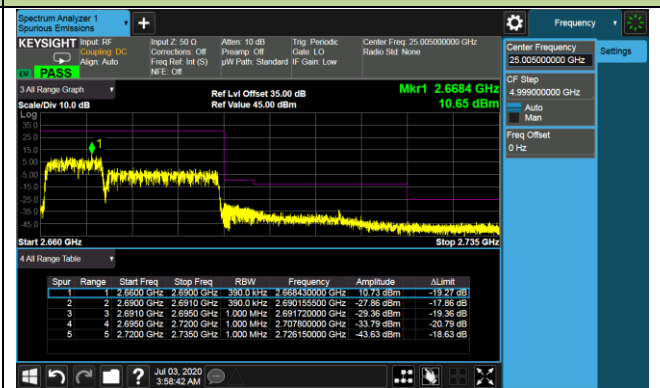 Spectrum Analyzer 1
Spurious Emissions
Frequency
KEYSIGHT Input: RF Input Z: 50 Ω Atten: 10 dB Trig: Periodic Center Freq: 25.005000000 GHz
Coupling: DC Corrections: Off Preamp: Off Gate: LO Radio Std: None
Align: Auto Freq Ref: Int (S) µW Path: Standard IF Gain: Low
NFE: Off
LM PASS
Center Frequency
25.005000000 GHz
Settings
CF Step
4.999000000 GHz
Auto
Man
Freq Offset
0 Hz
3 All Range Graph
Ref Lvl Offset 35.00 dB
Mkr1 2.6684 GHz
Scale/Div 10.0 dB
Ref Value 45.00 dBm
10.65 dBm
Log
35.0
25.0
15.0
5.00
-5.00
-15.0
-25.0
-35.0
-45.0
1
Start 2.660 GHz
Stop 2.735 GHz
4 All Range Table
Spur Range Start Freq Stop Freq RBW Frequency Amplitude ΔLimit
1 1 2.6600 GHz 2.6900 GHz 390.0 kHz 2.668430000 GHz 10.73 dBm -19.27 dB
2 2 2.6900 GHz 2.6910 GHz 390.0 kHz 2.690155500 GHz -27.86 dBm -17.86 dB
3 3 2.6910 GHz 2.6950 GHz 1.000 MHz 2.691720000 GHz -29.36 dBm -19.36 dB
4 4 2.6950 GHz 2.7200 GHz 1.000 MHz 2.707800000 GHz -33.79 dBm -20.79 dB
5 5 2.7200 GHz 2.7350 GHz 1.000 MHz 2.726150000 GHz -43.63 dBm -18.63 dB
Jul 03, 2020
3:58:42 AM